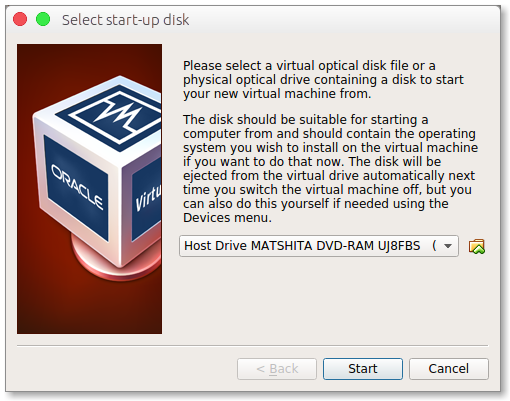 Select start-up disk
Please select a virtual optical disk file or a
physical optical drive containing a disk to start
your new virtual machine from.
The disk should be suitable for starting a
computer from and should contain the operating
system you wish to install on the virtual machine
if you want to do that now. The disk will be
ejected from the virtual drive automatically next
time you switch the virtual machine off, but you
can also do this yourself if needed using the
Devices menu.
ORACLE
Virtu
Host Drive MATSHITA DVD-RAM UJ8FBS (
< Back
Start
Cancel